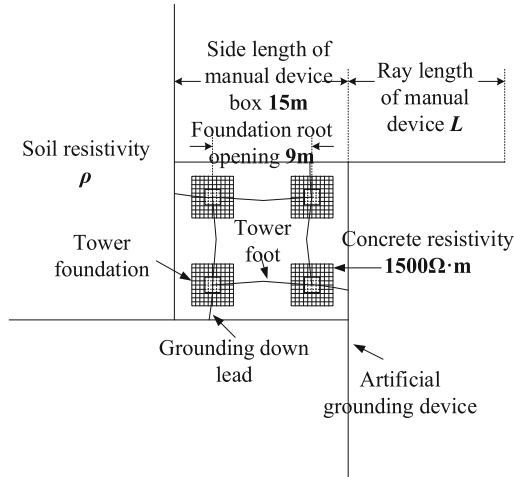 Side length of
manual device
box 15m
Ray length
of manual
device L
Foundation root
opening 9m
Soil resistivity
ρ
Tower
foot
Tower
foundation
Concrete resistivity
1500Ω·m
Grounding down
lead
Artificial
grounding device